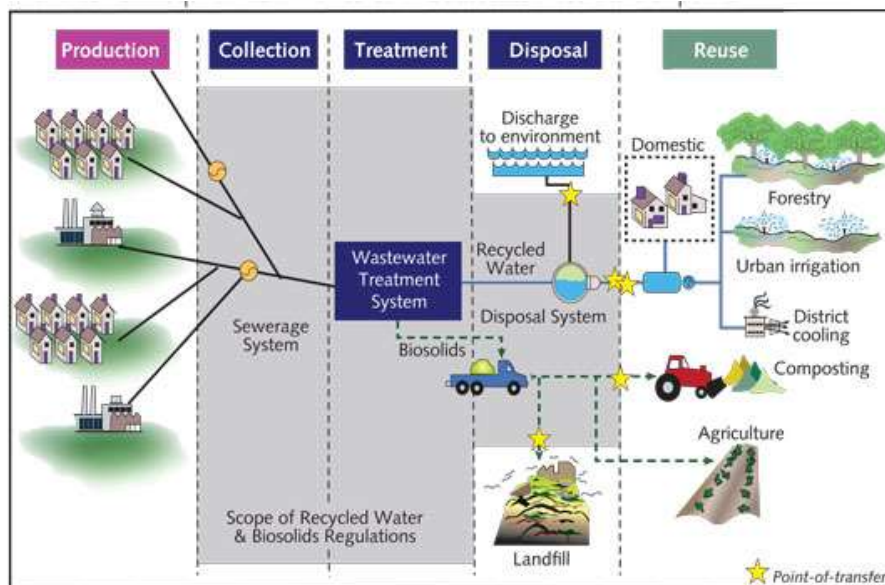 Production
Collection
Treatment
Disposal
Reuse
Discharge
to environment
Domestic
Forestry
Recycled
Water
Urban irrigation
Wastewater
Treatment
System
Disposal System
Sewerage
System
District
cooling
Biosolids
Composting
Agriculture
Scope of Recycled Water
& Biosolids Regulations
Landfill
Point-of-transfer